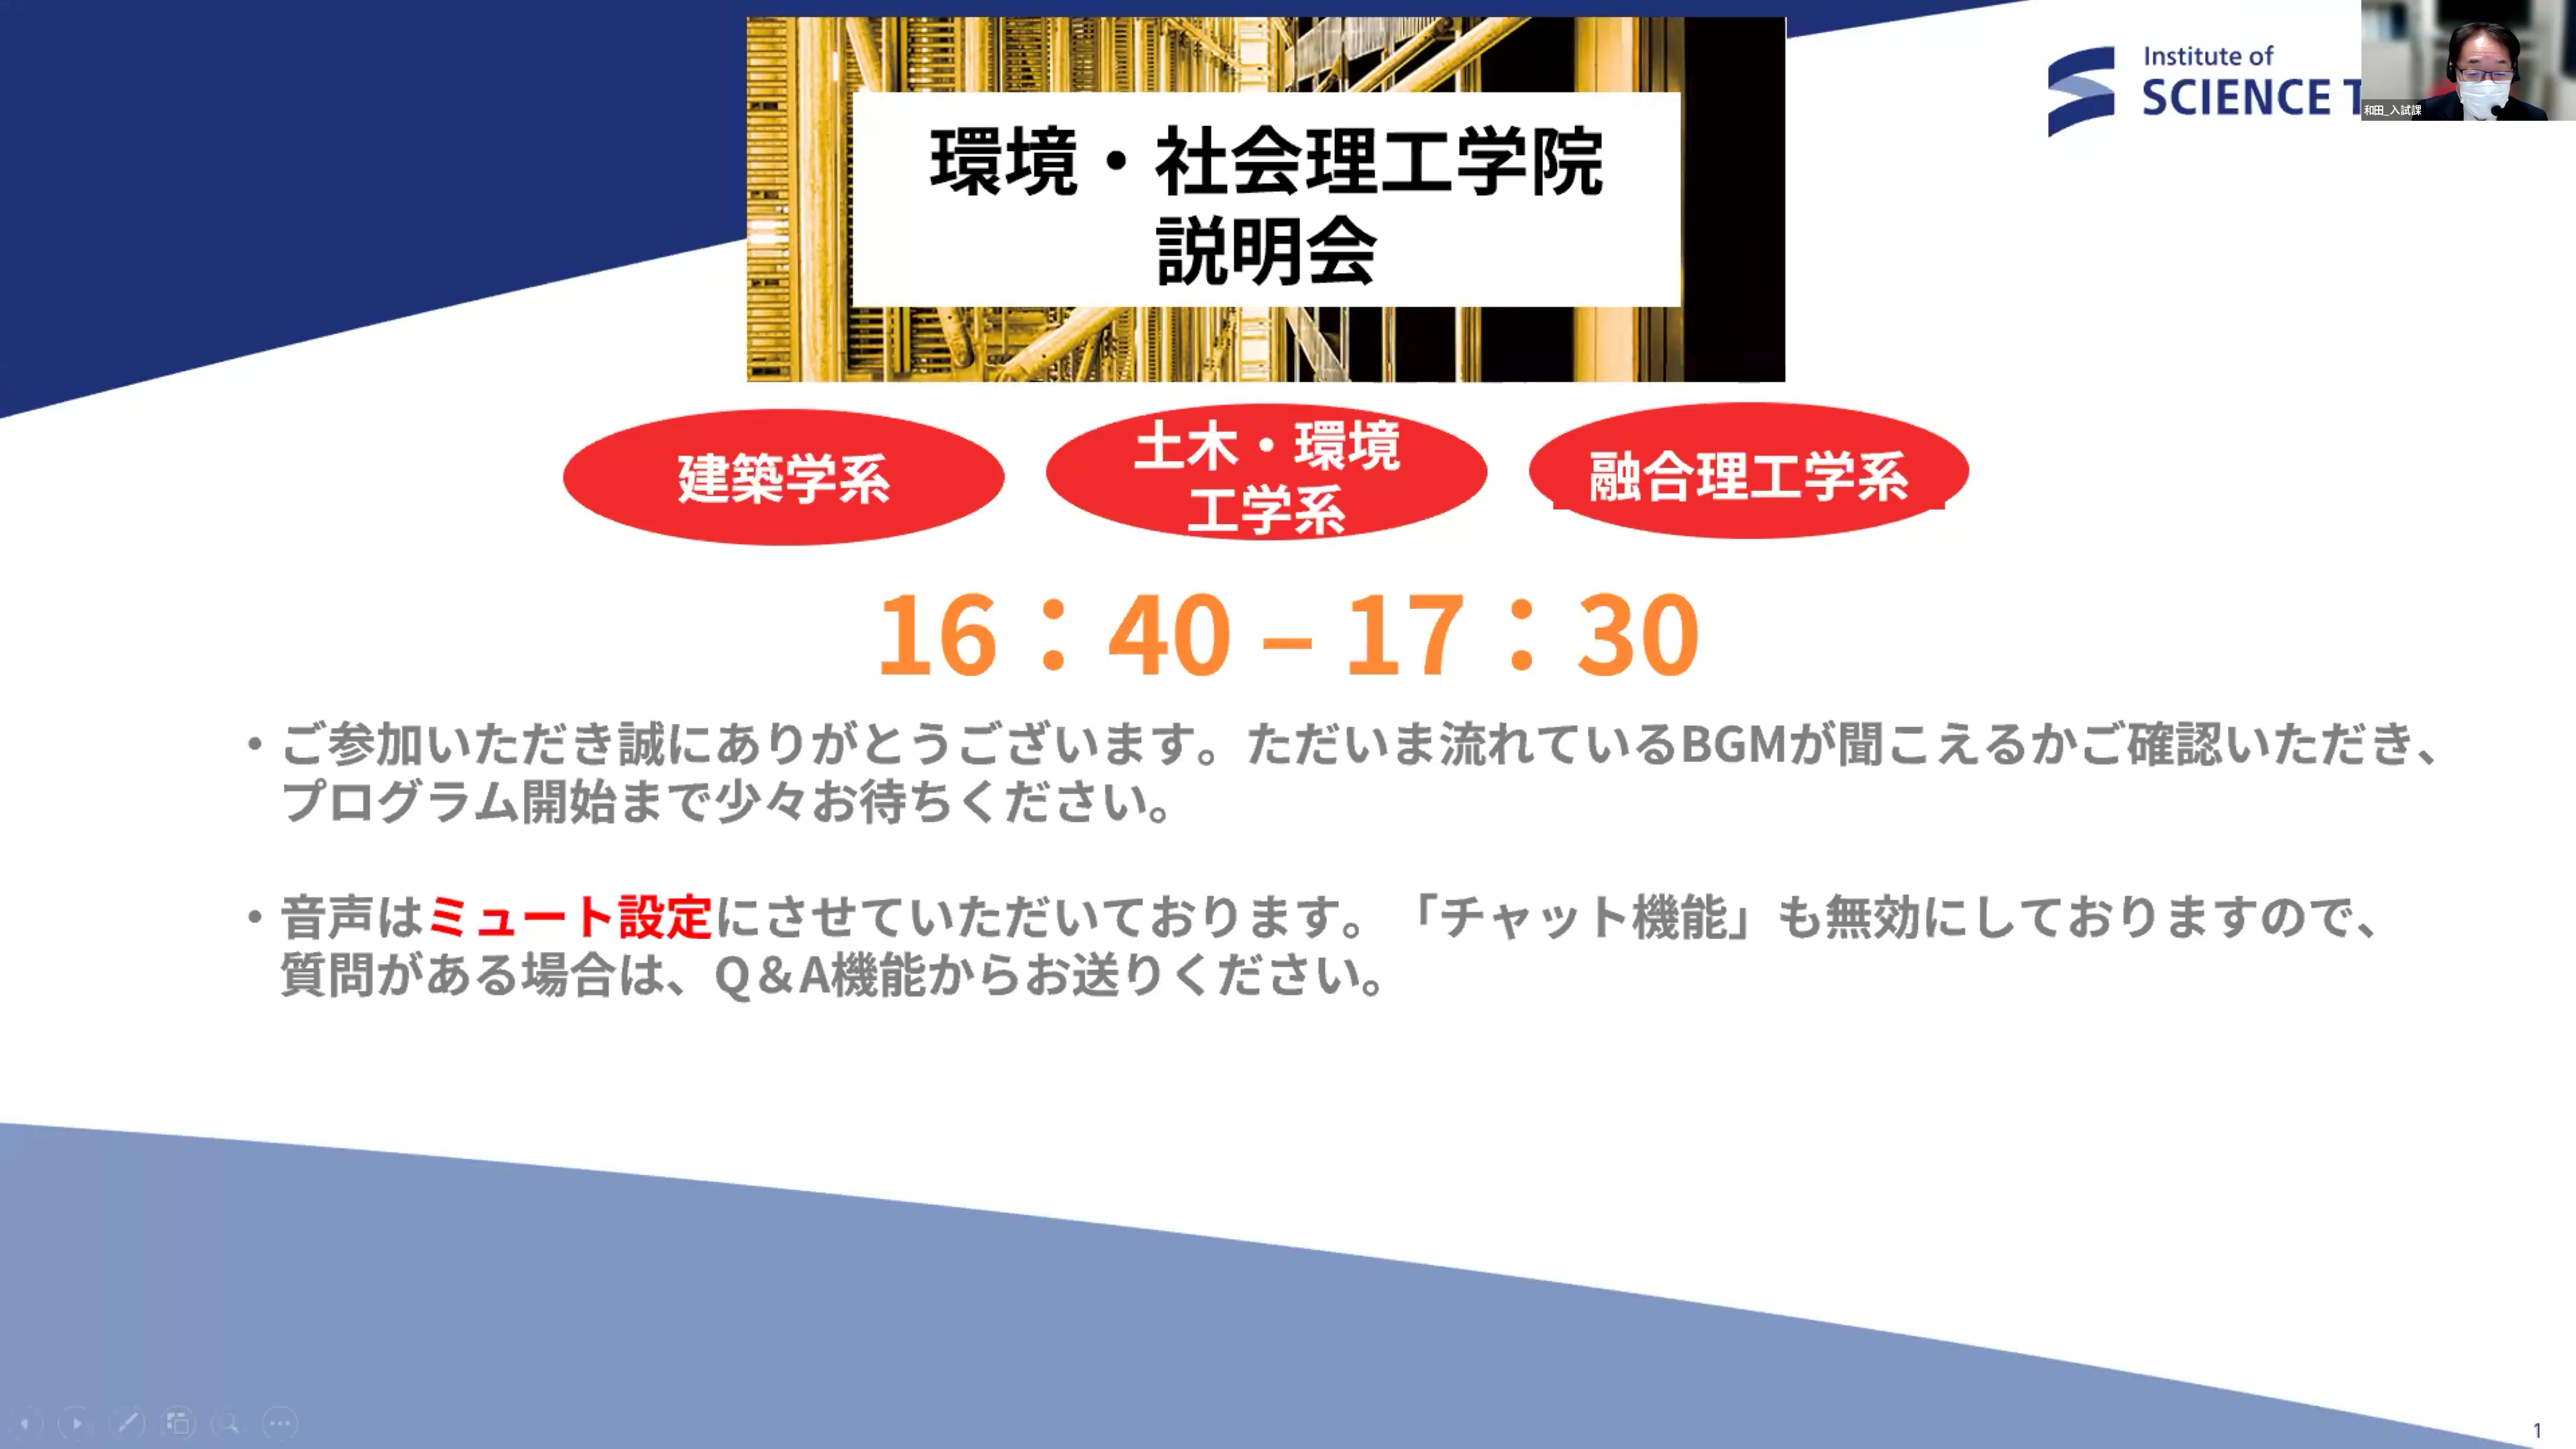 環境・社会理工学院
説明会
Institute of
SCIENCE T
和田_入試課
建築学系
土木・環境
工学系
融合理工学系
16：40 – 17：30
・ご参加いただき誠にありがとうございます。ただいま流れているBGMが聞こえるかご確認いただき、
プログラム開始まで少々お待ちください。
・音声はミュート設定にさせていただいております。「チャット機能」も無効にしておりますので、
質問がある場合は、Q＆A機能からお送りください。
1